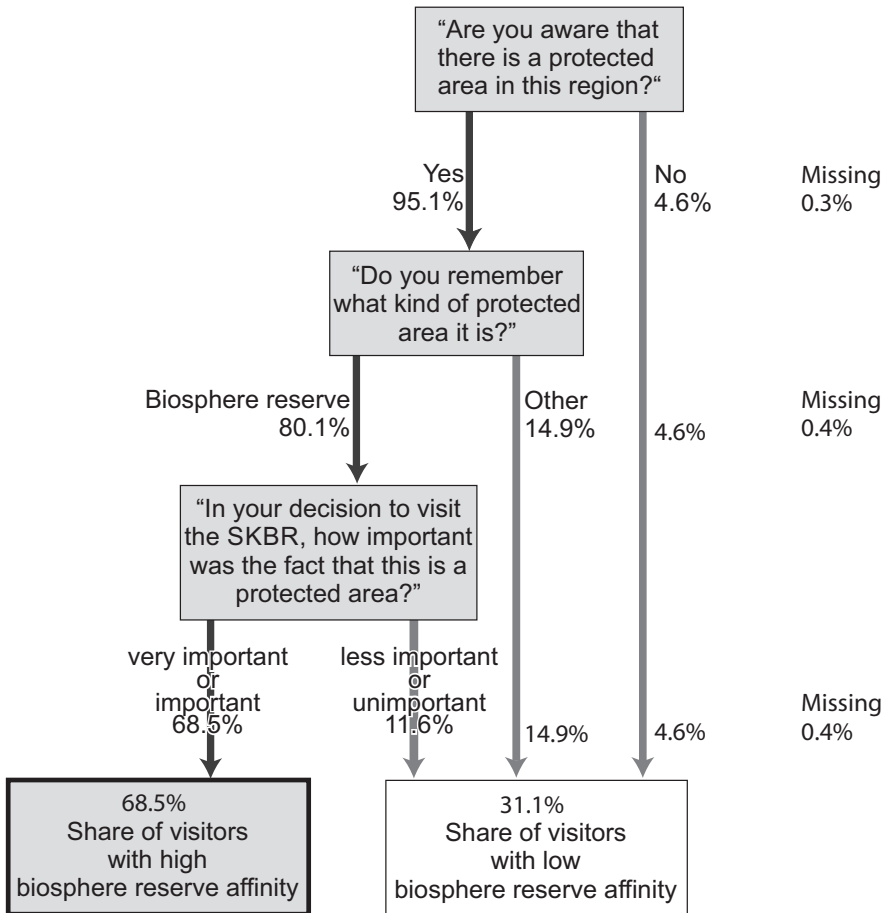 “Are you aware that
there is a protected
area in this region?“
Yes
95.1%
No
4.6%
Missing
0.3%
“Do you remember
what kind of protected
area it is?”
Biosphere reserve
80.1%
Other
14.9%
4.6%
Missing
0.4%
“In your decision to visit
the SKBR, how important
was the fact that this is a
protected area?”
very important
or
important
68.5%
less important
or
unimportant
11.6%
14.9%
4.6%
Missing
0.4%
68.5%
Share of visitors
with high
biosphere reserve affinity
31.1%
Share of visitors
with low
biosphere reserve affinity